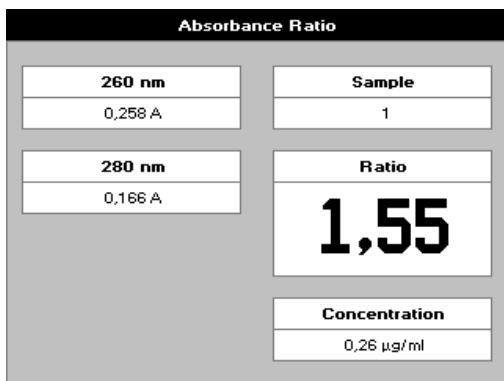 Absorbance Ratio
260 nm
0,258 A
280 nm
0,166 A
Sample
1
Ratio
1,55
Concentration
0,26 µg/ml